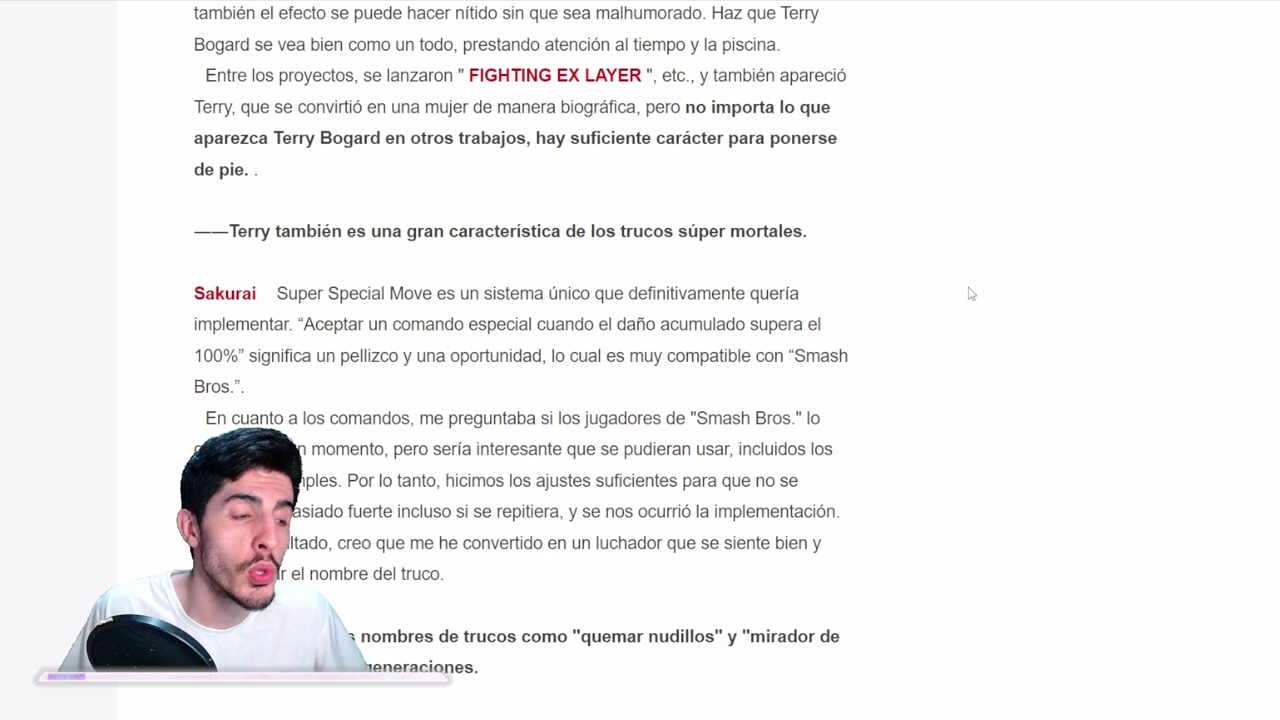 también el efecto se puede hacer nítido sin que sea malhumorado. Haz que Terry
Bogard se vea bien como un todo, prestando atención al tiempo y la piscina.
Entre los proyectos, se lanzaron " FIGHTING EX LAYER ", etc., y también apareció
Terry, que se convirtió en una mujer de manera biográfica, pero no importa lo que
aparezca Terry Bogard en otros trabajos, hay suficiente carácter para ponerse
de pie. .
——Terry también es una gran característica de los trucos súper mortales.
Sakurai Super Special Move es un sistema único que definitivamente quería
implementar. “Aceptar un comando especial cuando el daño acumulado supera el
100%” significa un pellizco y una oportunidad, lo cual es muy compatible con “Smash
Bros.”.
En cuanto a los comandos, me preguntaba si los jugadores de "Smash Bros." lo
momento, pero sería interesante que se pudieran usar, incluidos los
Por lo tanto, hicimos los ajustes suficientes para que no se
fuerte incluso si se repitiera, y se nos ocurrió la implementación.
creo que me he convertido en un luchador que se siente bien y
el nombre del truco.
nombres de trucos como "quemar nudillos" y "mirador de
generaciones.